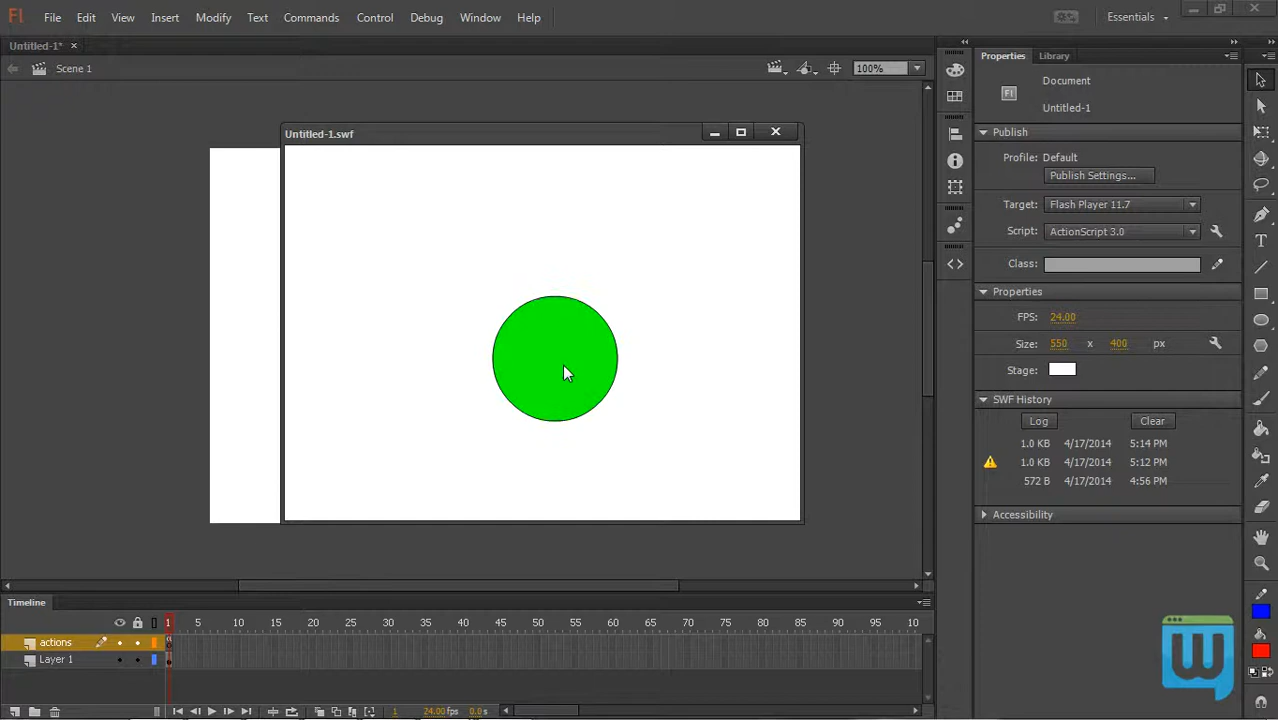 Fl File Edit View Insert Modify Text Commands Control Debug Window Help Essentials
Untitled-1*
Scene 1 100%
Untitled-1.swf
Properties Library
Fl Document
Untitled-1
Publish
Profile: Default
Publish Settings...
Target: Flash Player 11.7
Script: ActionScript 3.0
Class:
Properties
FPS: 24.00
Size: 550 x 400 px
Stage:
SWF History
Log Clear
1.0 KB 4/17/2014 5:14 PM
1.0 KB 4/17/2014 5:12 PM
572 B 4/17/2014 4:56 PM
Accessibility
Timeline
1 5 10 15 20 25 30 35 40 45 50 55 60 65 70 75 80 85 90 95 10
actions
Layer 1
1 24.00fps 0.0s